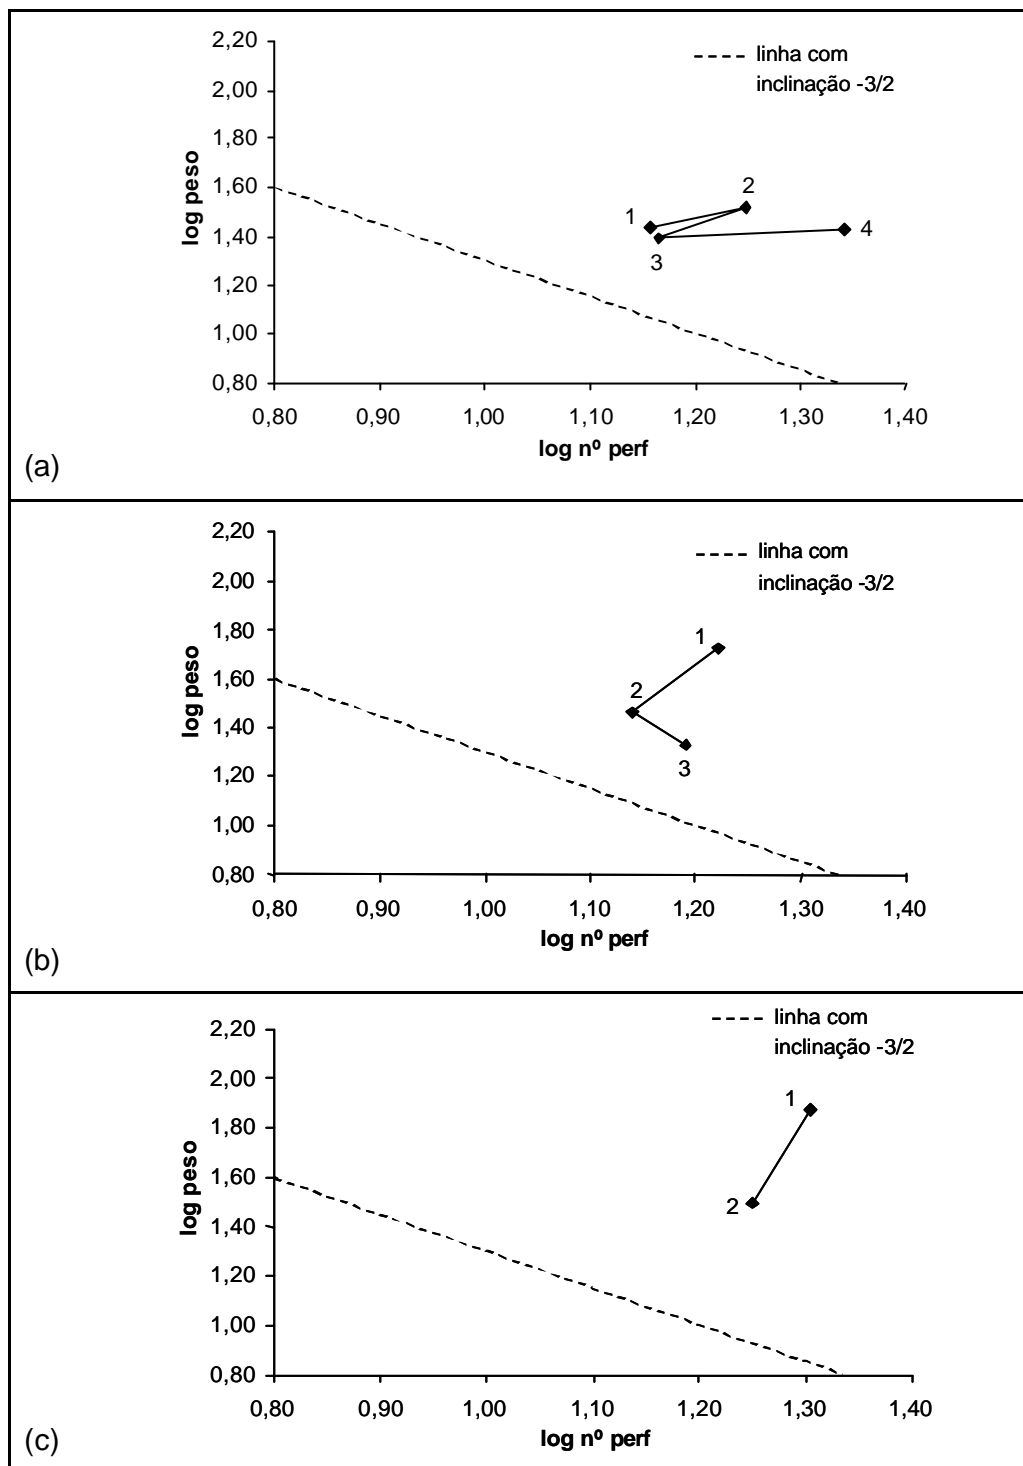 2,20
linha com
inclinação -3/2
2,00
1,80
1,60
1,40
1,20
1,00
0,80
log peso
1
2
3
4
0,80 0,90 1,00 1,10 1,20 1,30 1,40
log nº perf
(a)
2,20
linha com
inclinação -3/2
2,00
1,80
1,60
1,40
1,20
1,00
0,80
log peso
1
2
3
0,80 0,90 1,00 1,10 1,20 1,30 1,40
log nº perf
(b)
linha com
inclinação -3/2
2,20
2,00
1,80
1,60
1,40
1,20
1,00
0,80
log peso
1
2
0,80 0,90 1,00 1,10 1,20 1,30 1,40
log nº perf
(c)